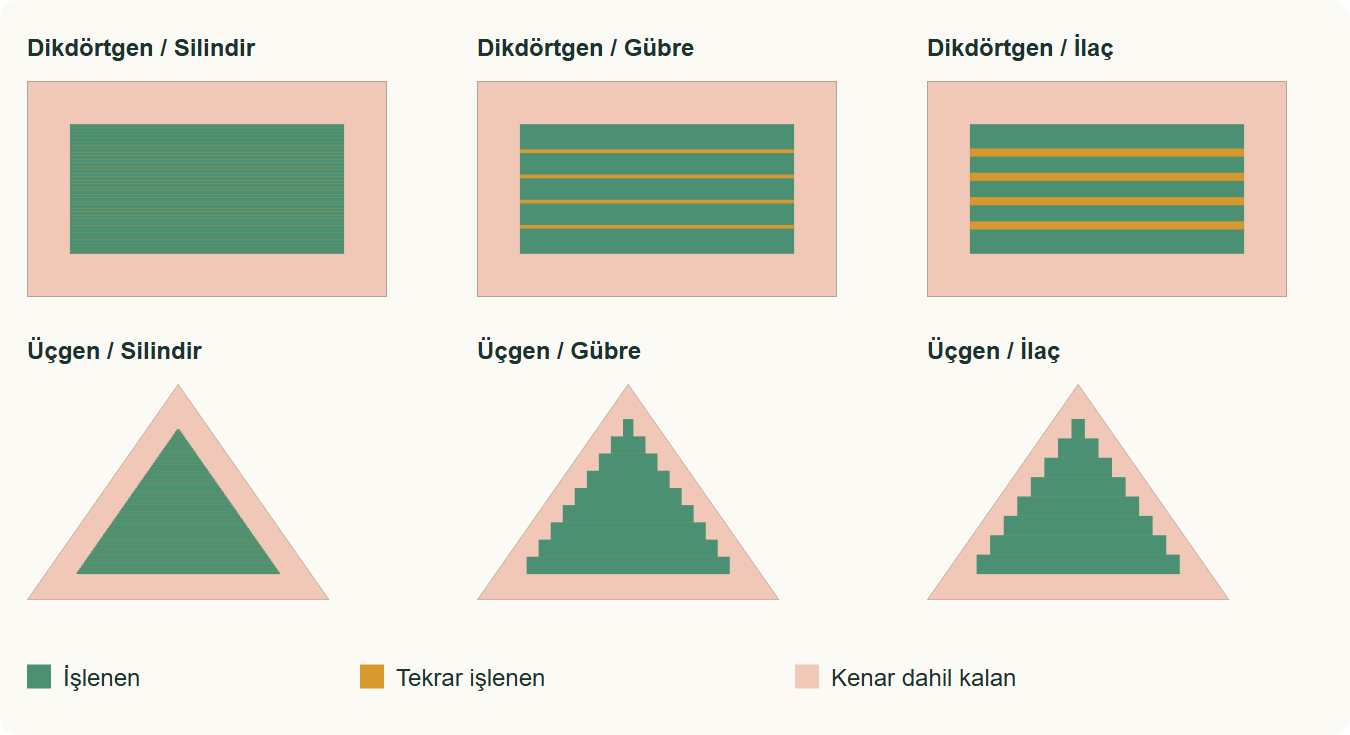 Dikdörtgen / Silindir
Dikdörtgen / Gübre
Dikdörtgen / İlaç
Üçgen / Silindir
Üçgen / Gübre
Üçgen / İlaç
İşlenen
Tekrar işlenen
Kenar dahil kalan